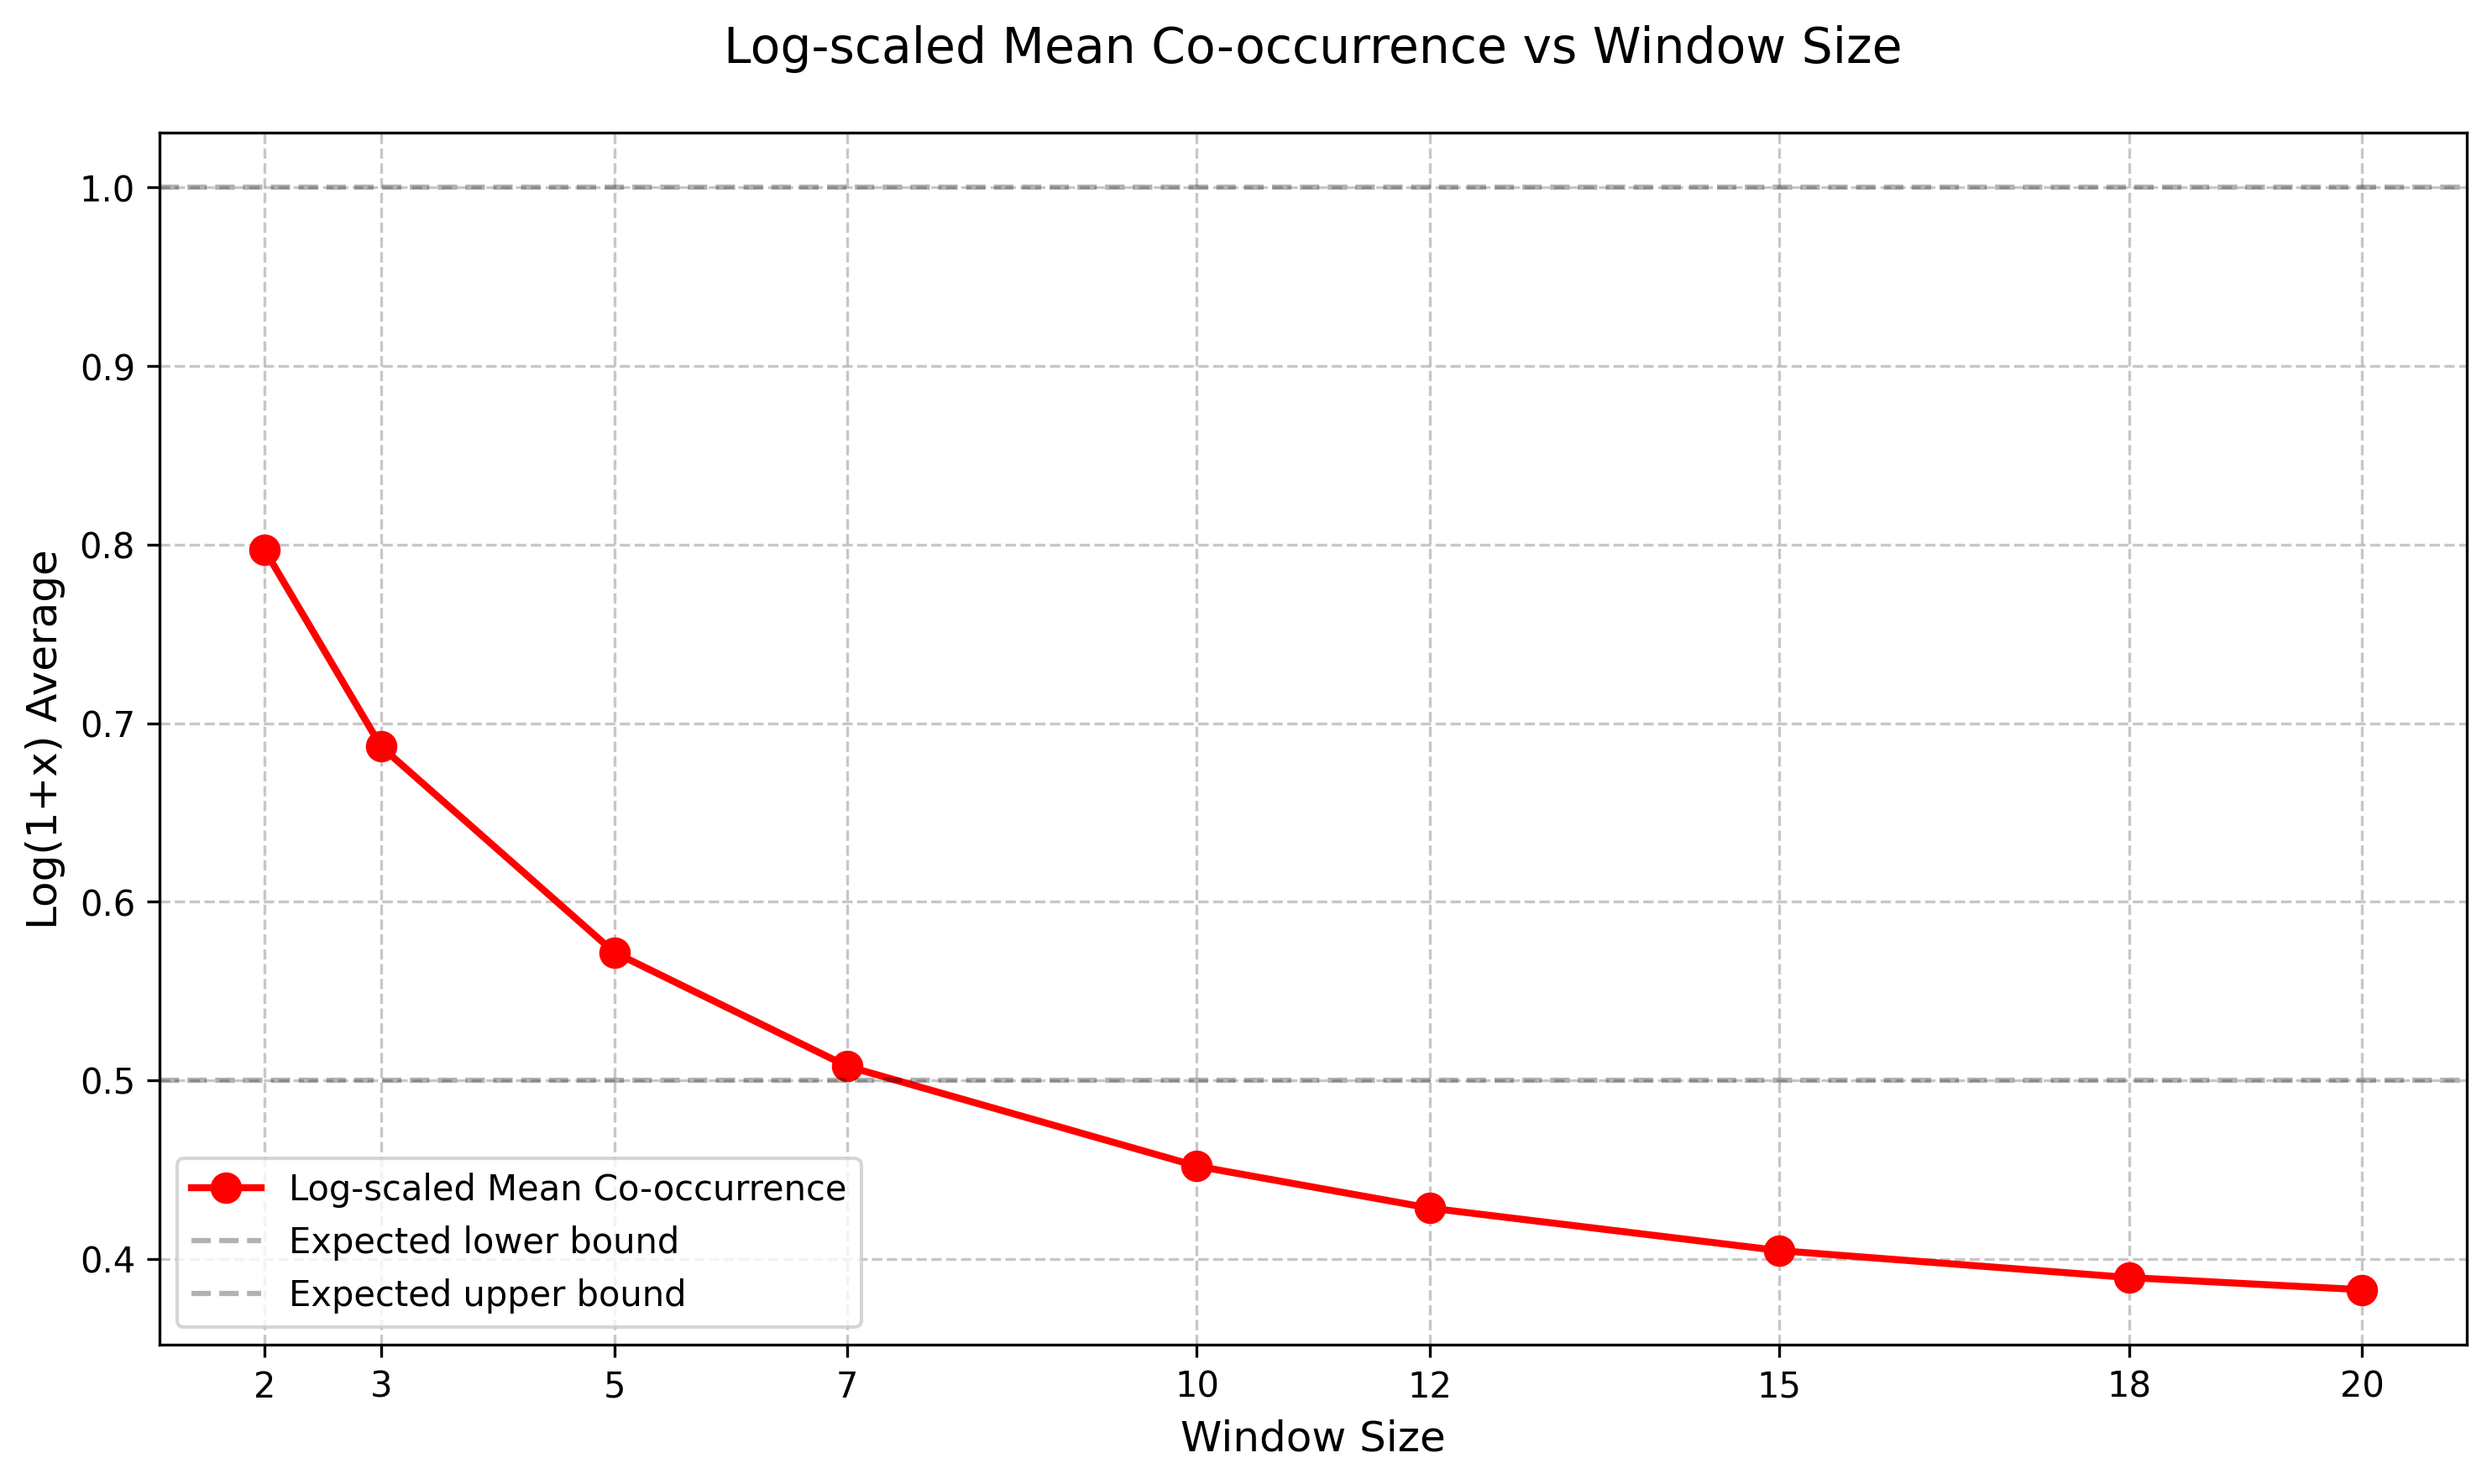 Log-scaled Mean Co-occurrence vs Window Size
Log(1+x) Average
1.0
0.9
0.8
0.7
0.6
0.5
0.4
Log-scaled Mean Co-occurrence
Expected lower bound
Expected upper bound
2 3 5 7 10 12 15 18 20
Window Size